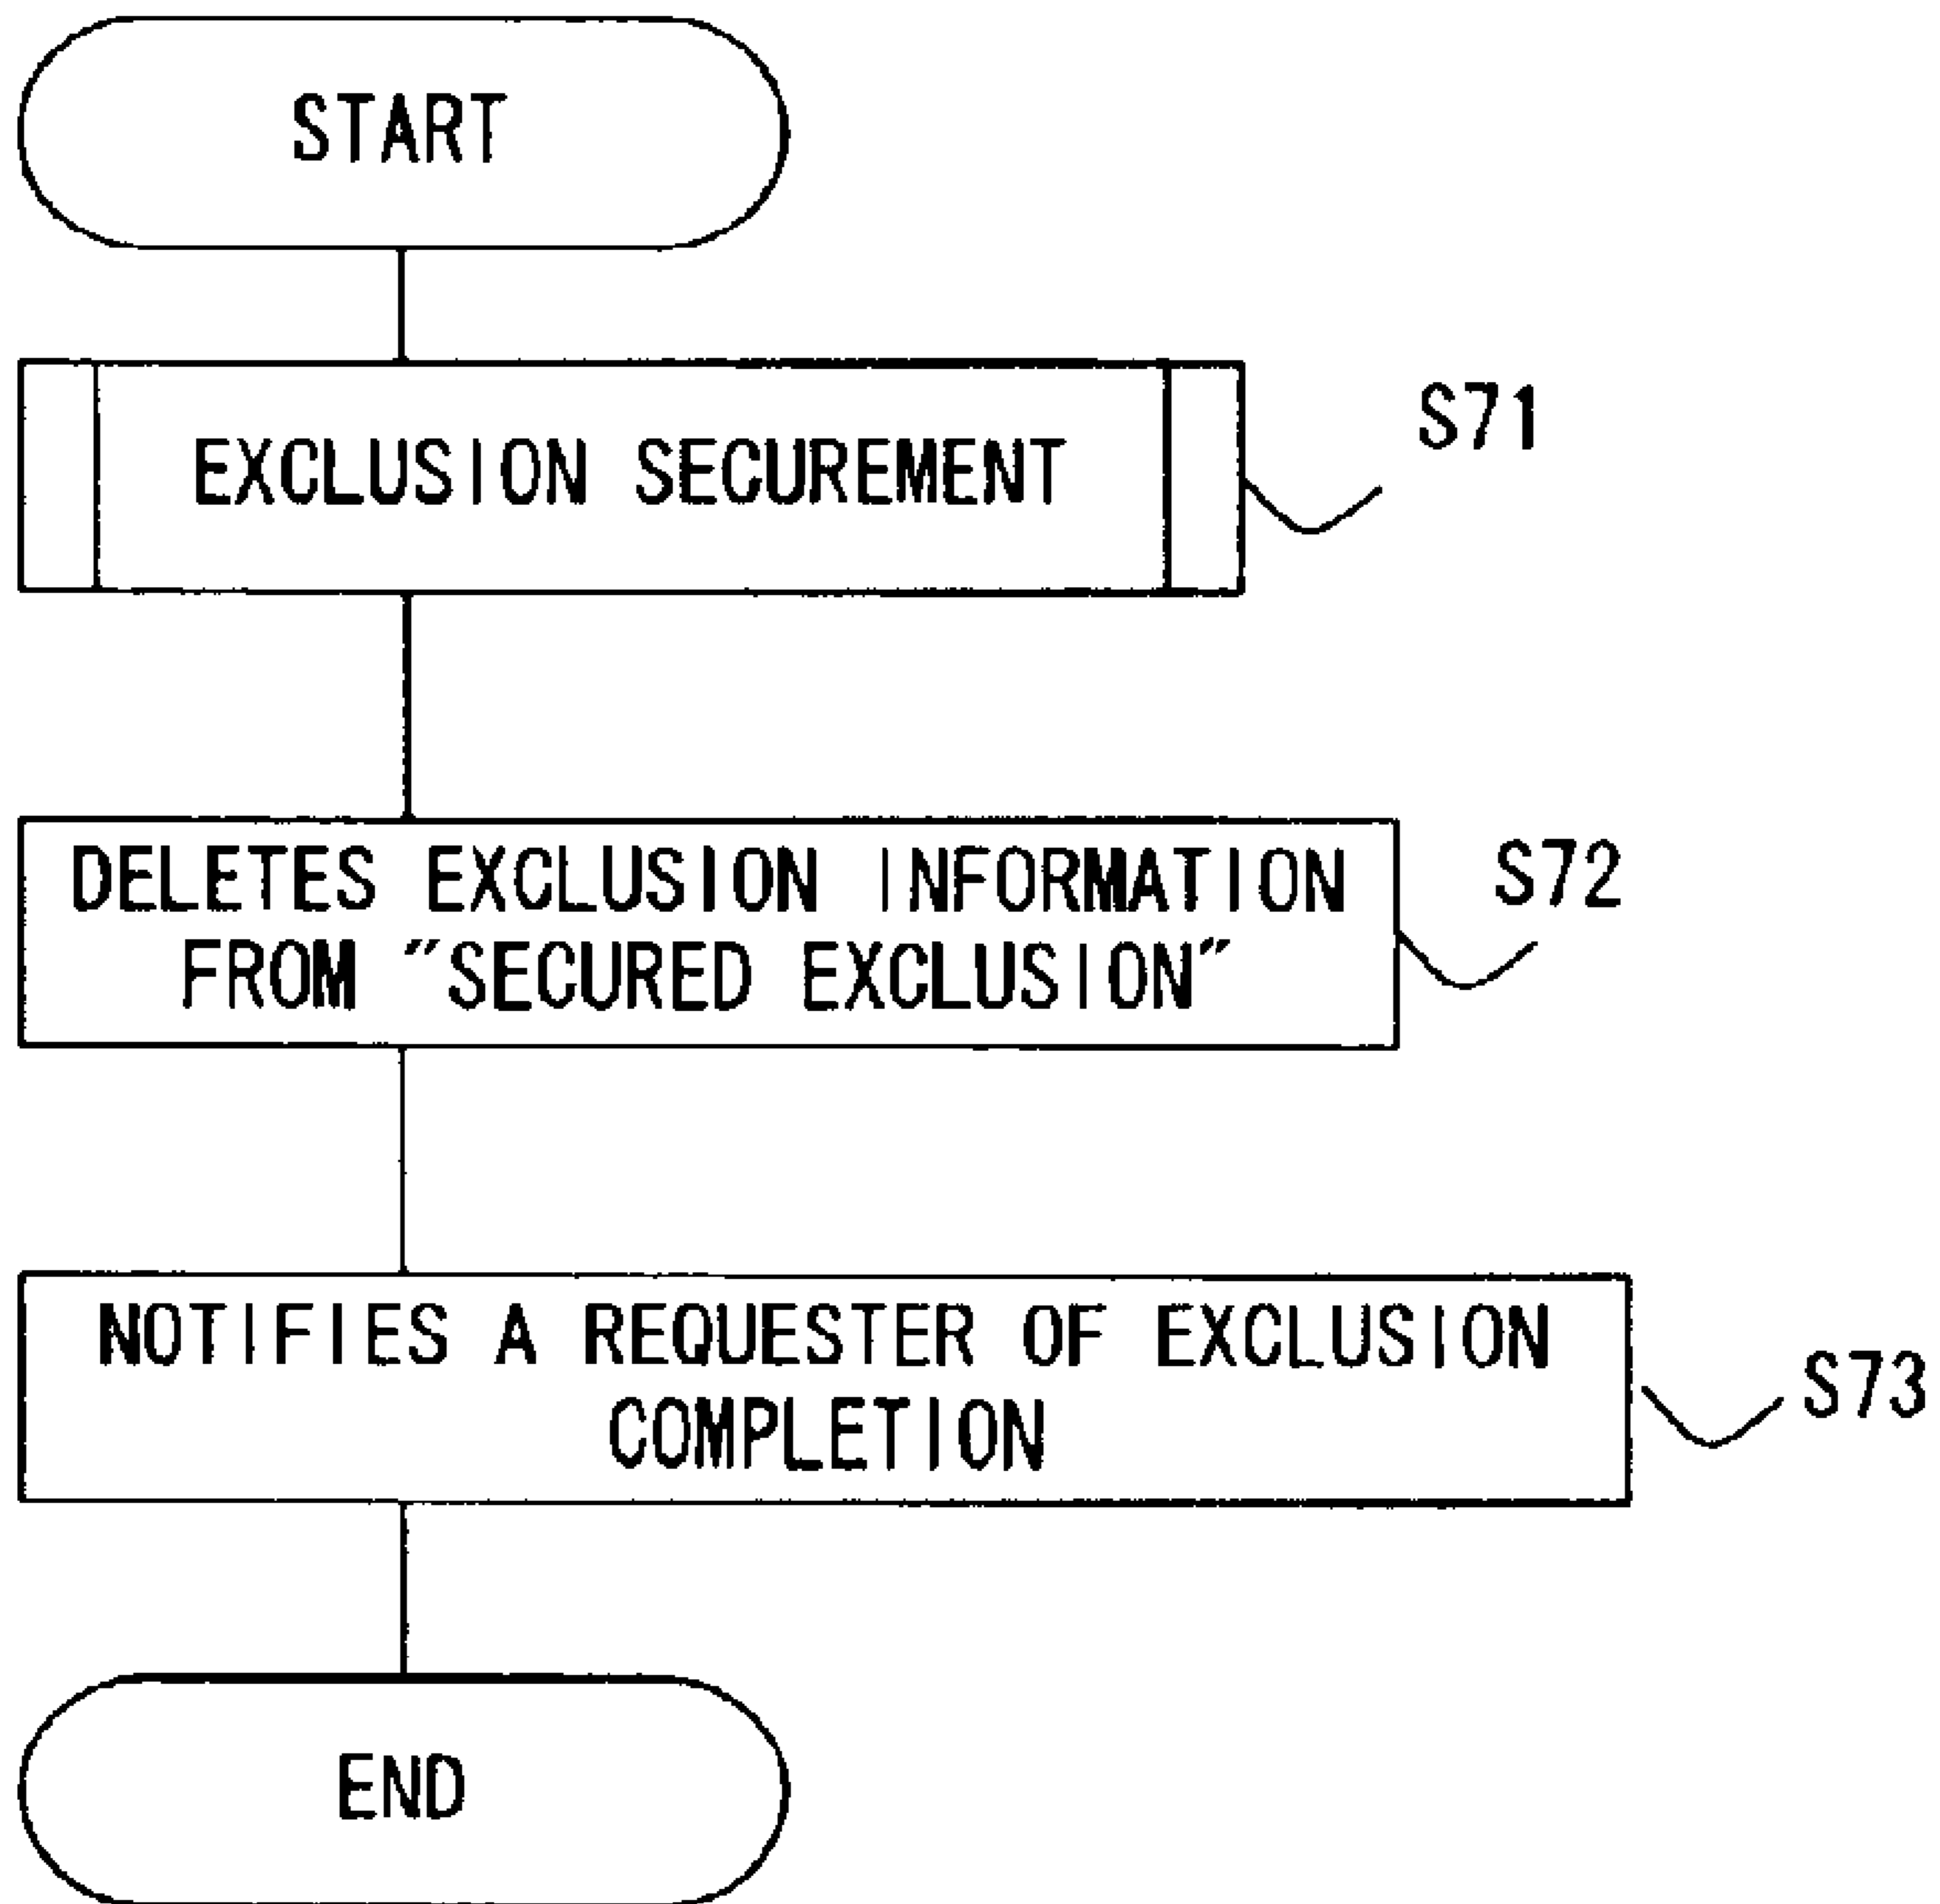 START
EXCLUSION SECUREMENT
S71
DELETES EXCLUSION INFORMATION
FROM "SECURED EXCLUSION"
S72
NOTIFIES A REQUESTER OF EXCLUSION
COMPLETION
S73
END